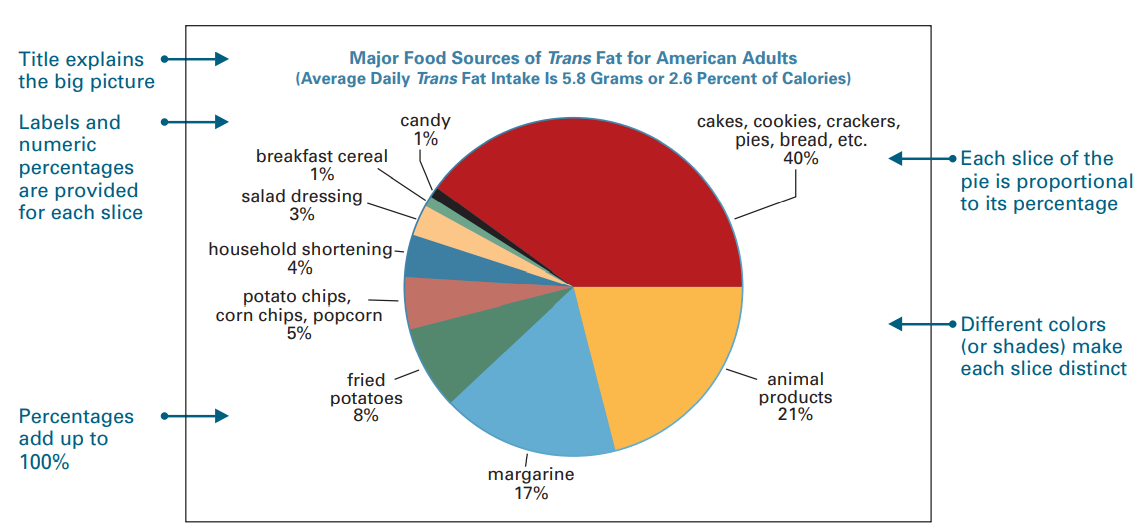 Title explains
the big picture
Labels and
numeric
percentages
are provided
for each slice
Percentages
add up to
100%
Major Food Sources of Trans Fat for American Adults
(Average Daily Trans Fat Intake Is 5.8 Grams or 2.6 Percent of Calories)
candy
1%
breakfast cereal
1%
salad dressing
3%
household shortening
4%
potato chips,
corn chips, popcorn
5%
fried
potatoes
8%
margarine
17%
animal
products
21%
cakes, cookies, crackers,
pies, bread, etc.
40%
Each slice of the
pie is proportional
to its percentage
Different colors
(or shades) make
each slice distinct